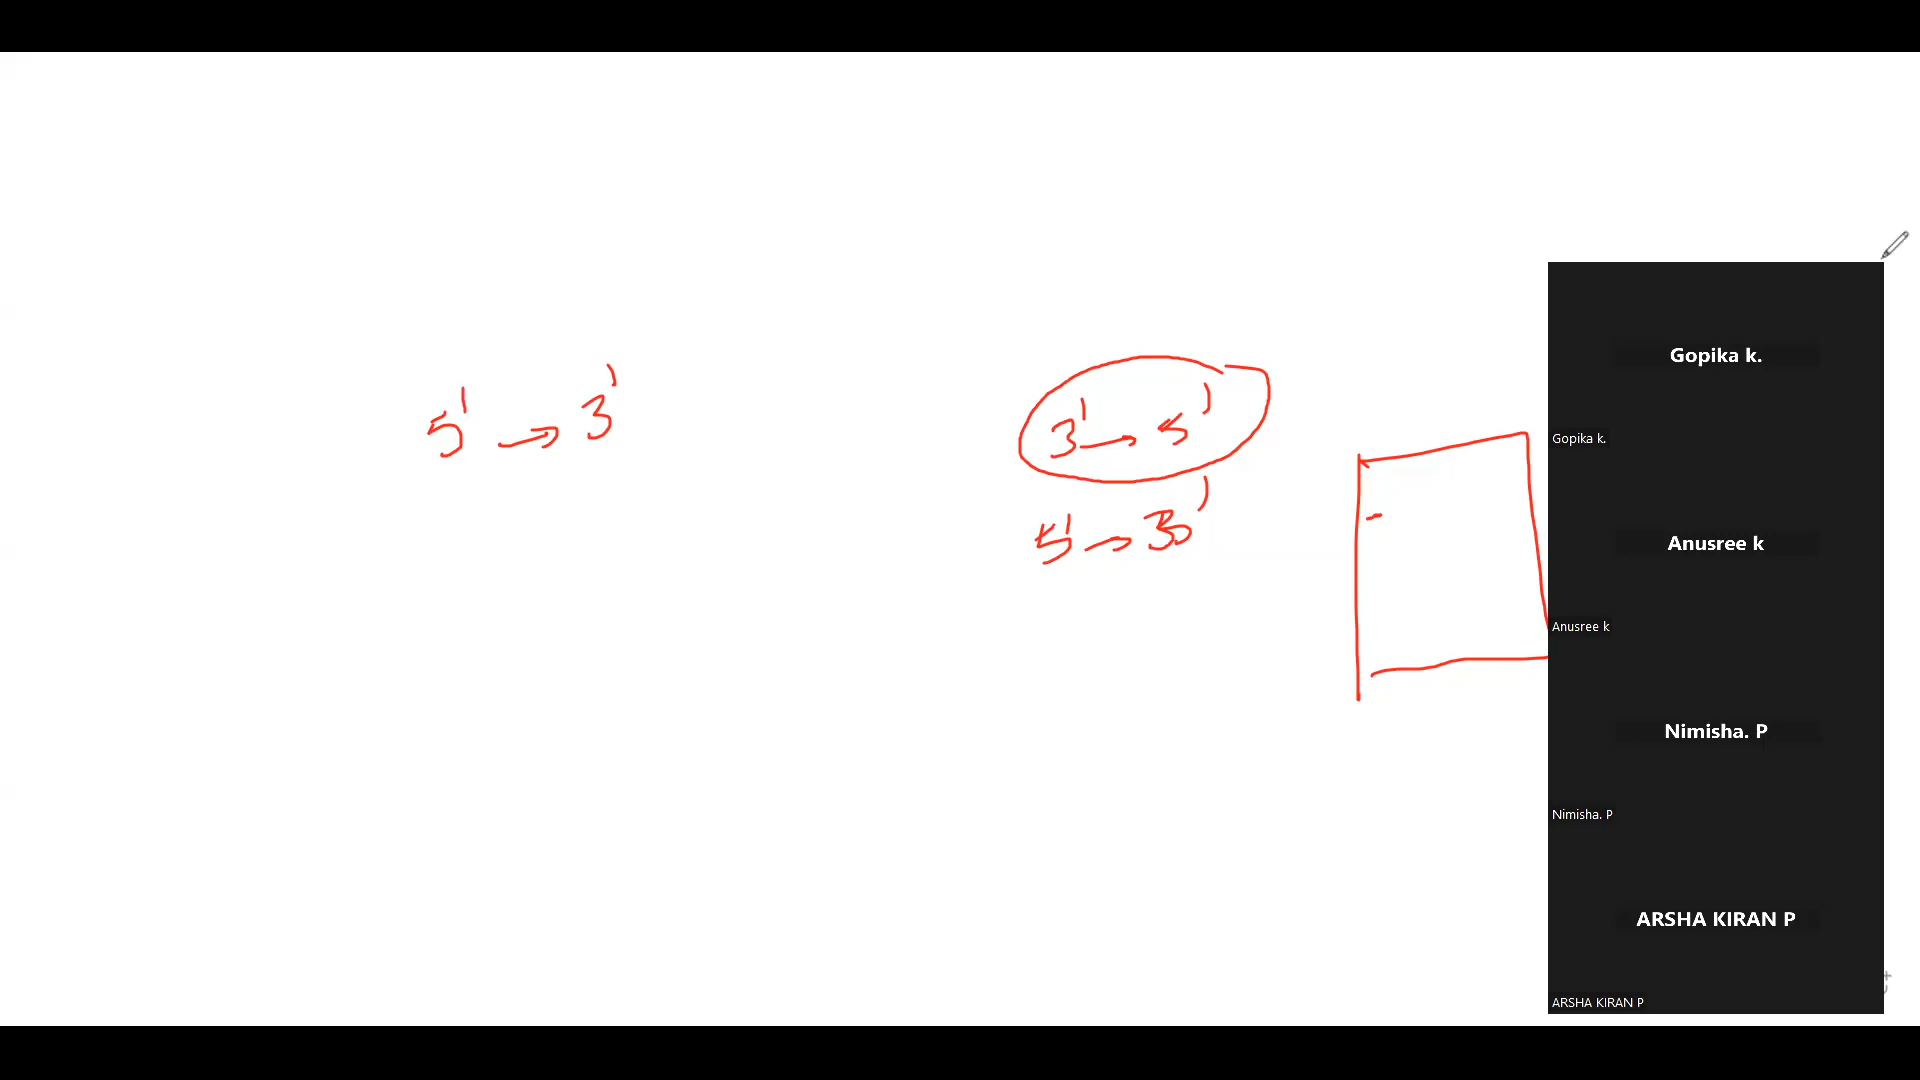 5' → 3'
3' → 5'
5' → 3'
Gopika k.
Gopika k.
Anusree k
Anusree k
Nimisha. P
Nimisha. P
ARSHA KIRAN P
ARSHA KIRAN P